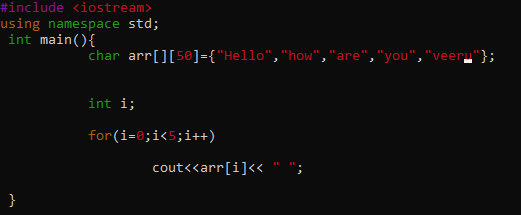 #include <iostream>
using namespace std;
int main(){
char arr[][50]={"Hello","how","are","you","veeru"};
int i;
for(i=0;i<5;i++)
cout<<arr[i]<< " ";
}